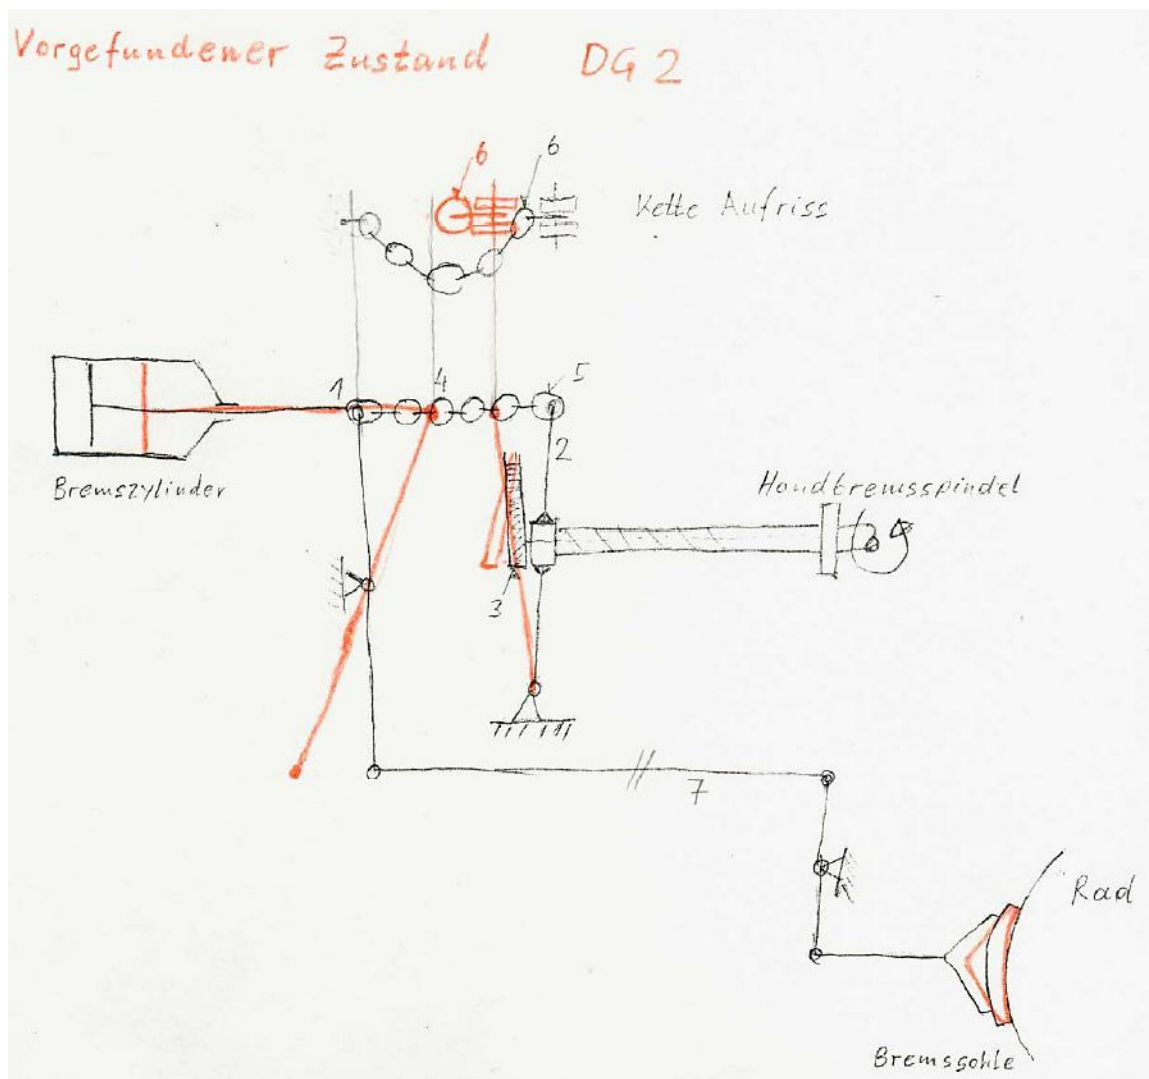 Vorgefundener Zustand DG 2
6 6
Kette Aufriss
1 4 5
2
Bremszylinder
Handbremsspindel
3
7
Rad
Bremssohle